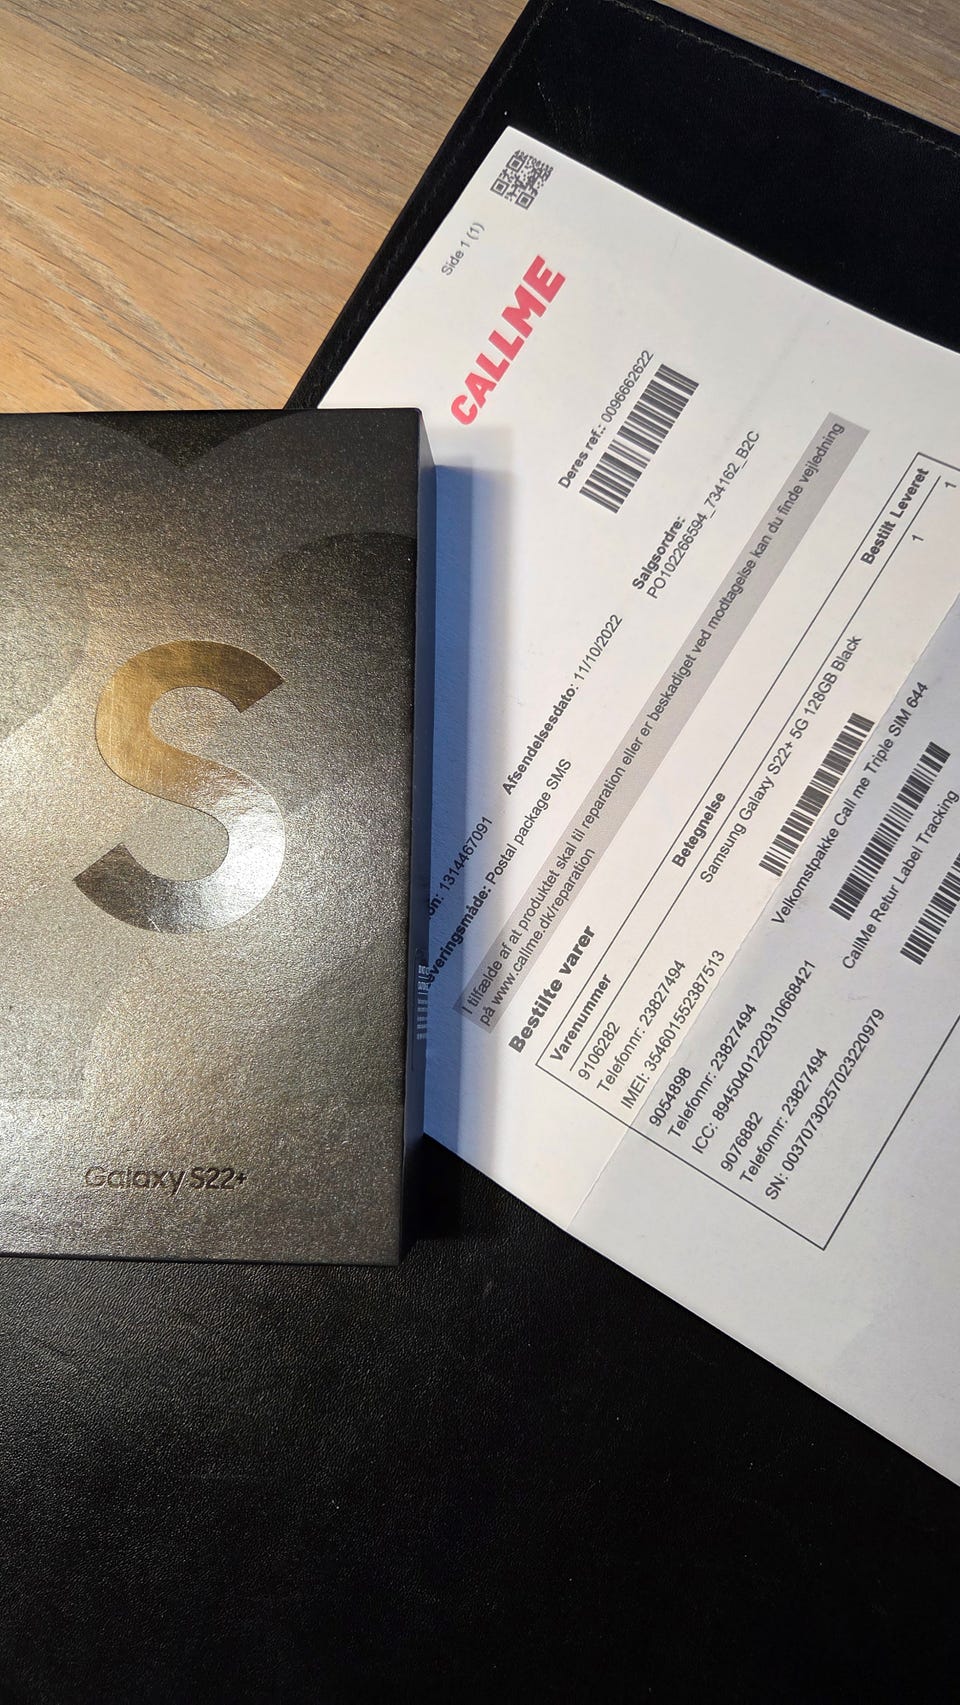 S
Galaxy S22+
Side 1 (1)
CALLME
Deres ref.: 0096662622
Salgsordre:
PO102266594_734162_B2C
Afsendelsesdato: 11/10/2022
1314467091
Postal package SMS
I tilfælde af at produktet skal til reparation eller er beskadiget ved modtagelse kan du finde vejledning
på www.callme.dk/reparation
Bestilte varer
Varenummer Betegnelse Bestilt Leveret
9106282 Samsung Galaxy S22+ 5G 128GB Black 1 1
Telefonnr: 23827494
IMEI: 354601552387513
9054898 Velkomstpakke Call me Triple SIM 644
Telefonnr: 23827494
ICC: 8945040122031066842​1
9076882 CallMe Retur Label Tracking
Telefonnr: 23827494
SN: 00370730257023220979